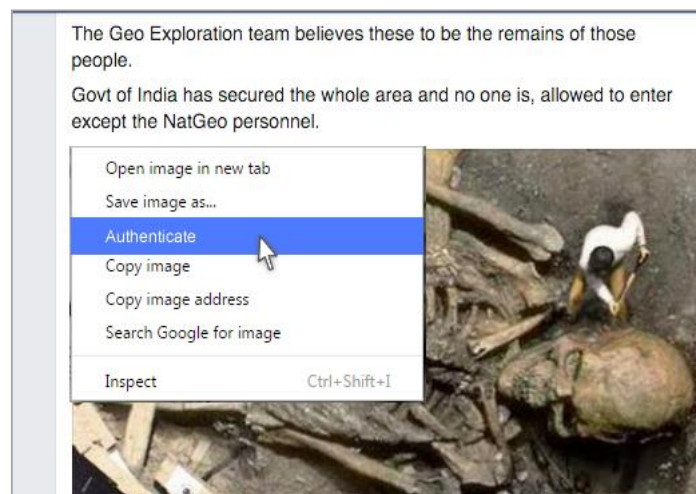 The Geo Exploration team believes these to be the remains of those
people.
Govt of India has secured the whole area and no one is, allowed to enter
except the NatGeo personnel.
Open image in new tab
Save image as...
Authenticate
Copy image
Copy image address
Search Google for image
Inspect Ctrl+Shift+I